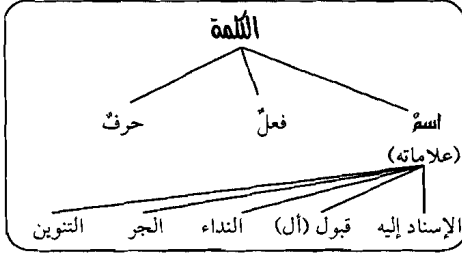 الكلمة
اسمٌ فعلٌ حرفٌ
(علاماته)
الإسناد إليه قبول (أل) النداء الجر التنوين